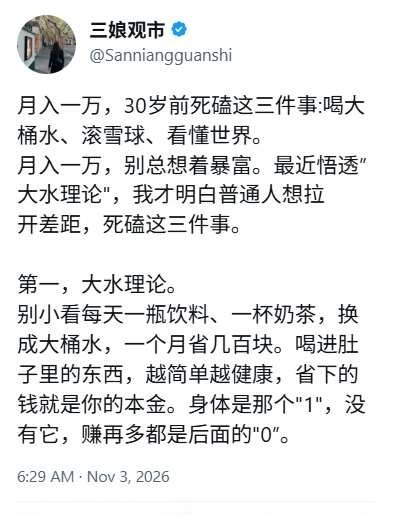 三娘观市
@Sanniangguanshi
月入一万，30岁前死磕这三件事:喝大
桶水、滚雪球、看懂世界。
月入一万，别总想着暴富。最近悟透”
大水理论"，我才明白普通人想拉
开差距，死磕这三件事。
第一，大水理论。
别小看每天一瓶饮料、一杯奶茶，换
成大桶水，一个月省几百块。喝进肚
子里的东西，越简单越健康，省下的
钱就是你的本金。身体是那个"1"，没
有它，赚再多都是后面的"0”。
6:29 AM · Nov 3, 2026